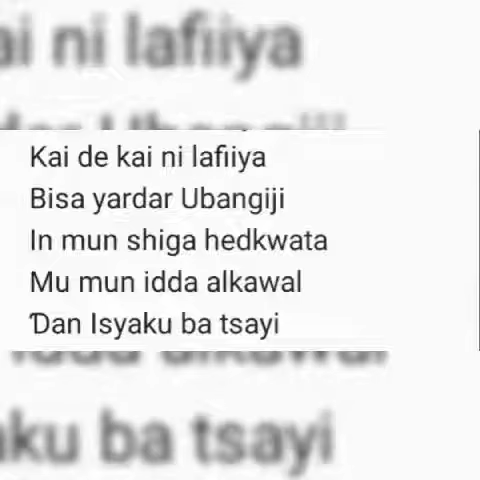 Kai de kai ni lafiiya
Bisa yardar Ubangiji
In mun shiga hedkwata
Mu mun idda alkawal
Ɗan Isyaku ba tsayi